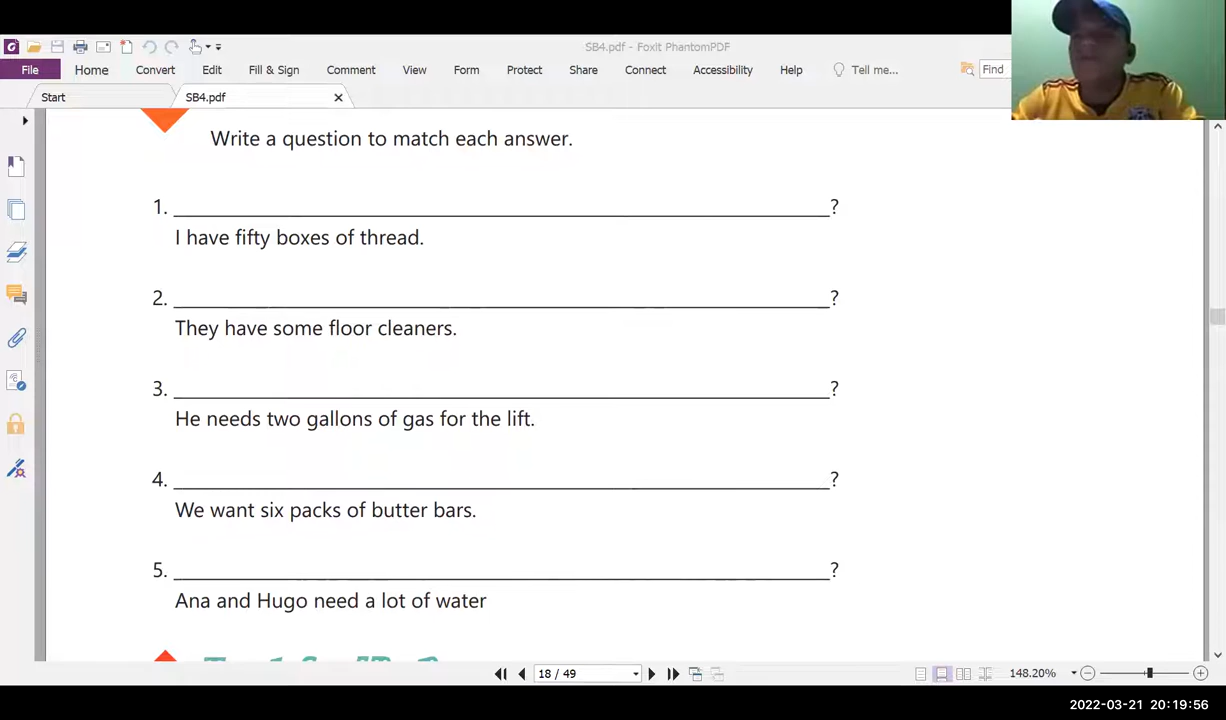 SB4.pdf - Foxit PhantomPDF
File Home Convert Edit Fill & Sign Comment View Form Protect Share Connect Accessibility Help Tell me... Find
Start SB4.pdf
Write a question to match each answer.
1. ?
I have fifty boxes of thread.
2. ?
They have some floor cleaners.
3. ?
He needs two gallons of gas for the lift.
4. ?
We want six packs of butter bars.
5. ?
Ana and Hugo need a lot of water
18 / 49
148.20%
2022-03-21 20:19:56